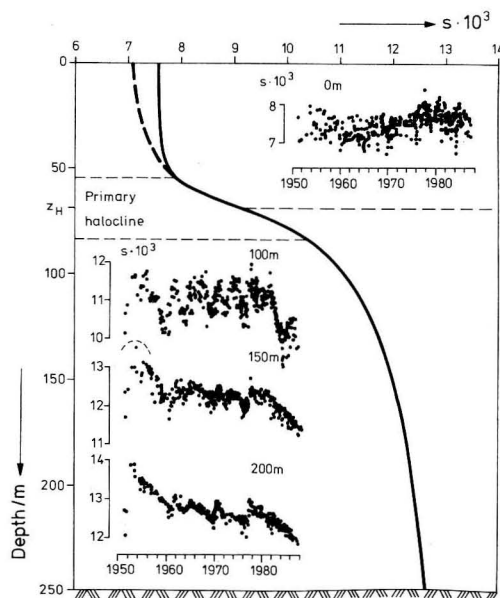 s · 10³
6 7 8 9 10 11 12 13 14
0
s · 10³ 0m
8
7
1950 1960 1970 1980
50
Primary
z_H
halocline
s · 10³
12 100m
11
100
10
13 150m
12
150
11
14 200m
13
200
12
1950 1960 1970 1980
250
Depth/m